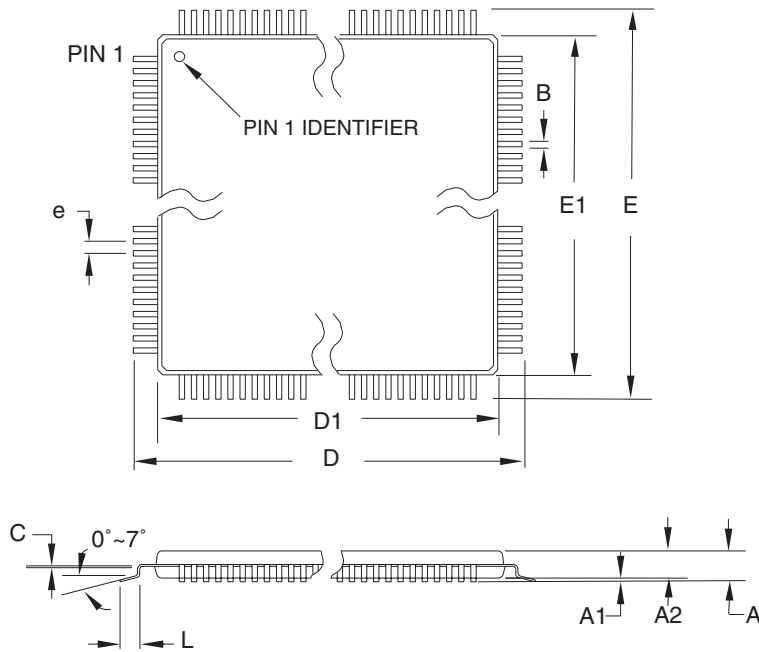 PIN 1
PIN 1 IDENTIFIER
B
e
E1
E
D1
D
C
0˚~7˚
L
A1
A2
A